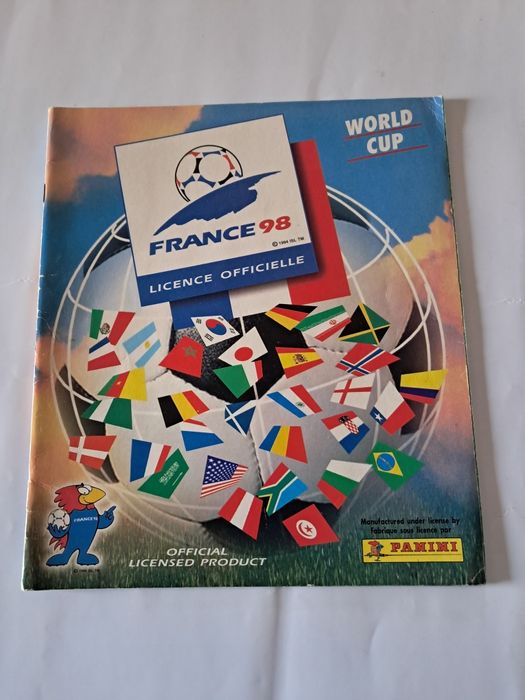 WORLD
CUP
FRANCE 98
© 1994 ISL TM
LICENCE OFFICIELLE
FRANCE 98
OFFICIAL
LICENSED PRODUCT
Manufactured under license by
Fabriqué sous licence par
PANINI